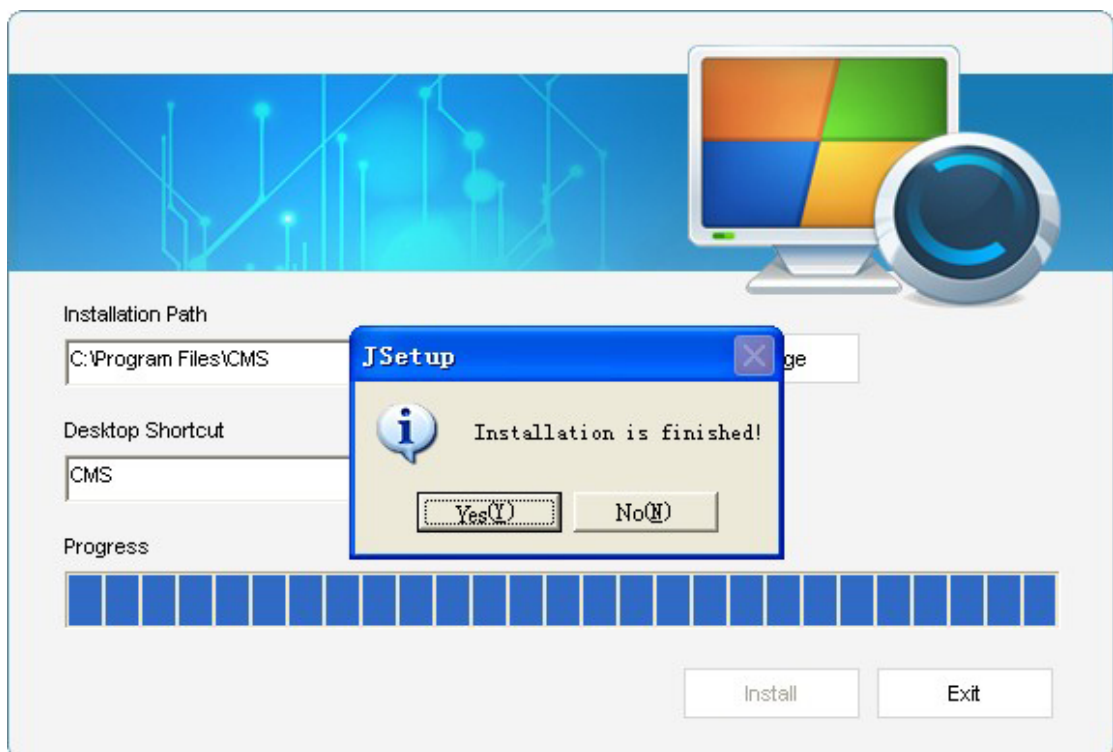 Installation Path
C:\Program Files\CMS
ge
JSetup
Installation is finished!
Yes(Y)
No(N)
Desktop Shortcut
CMS
Progress
Install
Exit